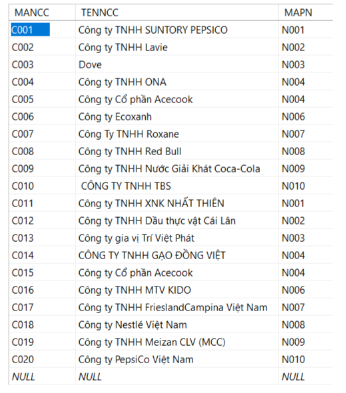 MANCC TENNCC MAPN
C001 Công ty TNHH SUNTORY PEPSICO N001
C002 Công ty TNHH Lavie N002
C003 Dove N003
C004 Công ty TNHH ONA N004
C005 Công ty Cổ phần Acecook N004
C006 Công ty Ecoxanh N006
C007 Công Ty TNHH Roxane N007
C008 Công ty TNHH Red Bull N008
C009 Công ty TNHH Nước Giải Khát Coca-Cola N009
C010 CÔNG TY TNHH TBS N010
C011 Công ty TNHH XNK NHẤT THIÊN N001
C012 Công ty TNHH Dầu thực vật Cái Lân N002
C013 Công ty gia vị Trí Việt Phát N003
C014 CÔNG TY TNHH GẠO ĐỒNG VIỆT N004
C015 Công ty Cổ phần Acecook N004
C016 Công ty TNHH MTV KIDO N006
C017 Công ty TNHH FrieslandCampina Việt Nam N007
C018 Công ty Nestlé Việt Nam N008
C019 Công ty TNHH Meizan CLV (MCC) N009
C020 Công ty PepsiCo Việt Nam N010
NULL NULL NULL